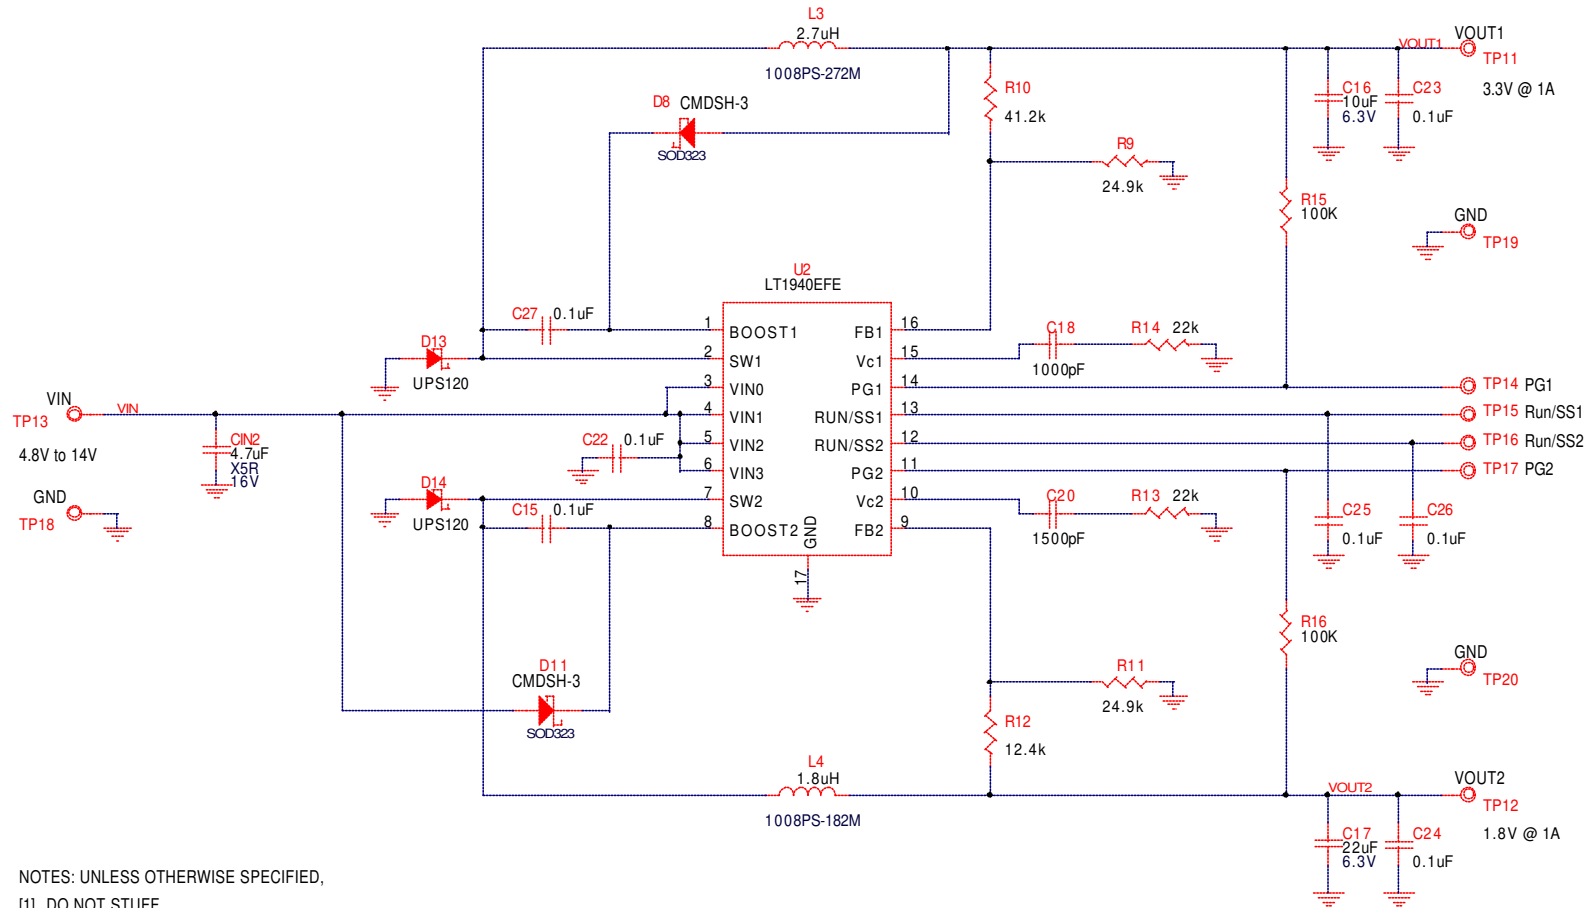 L3
2.7uH
1008PS-272M
VOUT1
VOUT1
TP11
3.3V @ 1A
D8 CMDSH-3
SOD323
R10
41.2k
C16
10uF
6.3V
C23
0.1uF
R9
24.9k
R15
100K
GND
TP19
U2
LT1940EFE
C27 0.1uF
1 BOOST1
FB1 16
D13
UPS120
2 SW1
Vc1 15
C18
1000pF
R14 22k
3 VIN0
PG1 14
TP14 PG1
VIN
TP13
VIN
4.8V to 14V
4 VIN1
RUN/SS1 13
TP15 Run/SS1
CIN2
4.7uF
X5R
16V
C22 0.1uF
5 VIN2
RUN/SS2 12
TP16 Run/SS2
6 VIN3
PG2 11
TP17 PG2
GND
TP18
D14
UPS120
7 SW2
Vc2 10
C20
1500pF
R13 22k
C15 0.1uF
8 BOOST2
FB2 9
GND
17
C25
0.1uF
C26
0.1uF
R16
100K
D11
CMDSH-3
SOD323
R11
24.9k
GND
TP20
R12
12.4k
L4
1.8uH
1008PS-182M
VOUT2
VOUT2
TP12
1.8V @ 1A
C17
22uF
6.3V
C24
0.1uF
NOTES: UNLESS OTHERWISE SPECIFIED,
[1] DO NOT STUFF